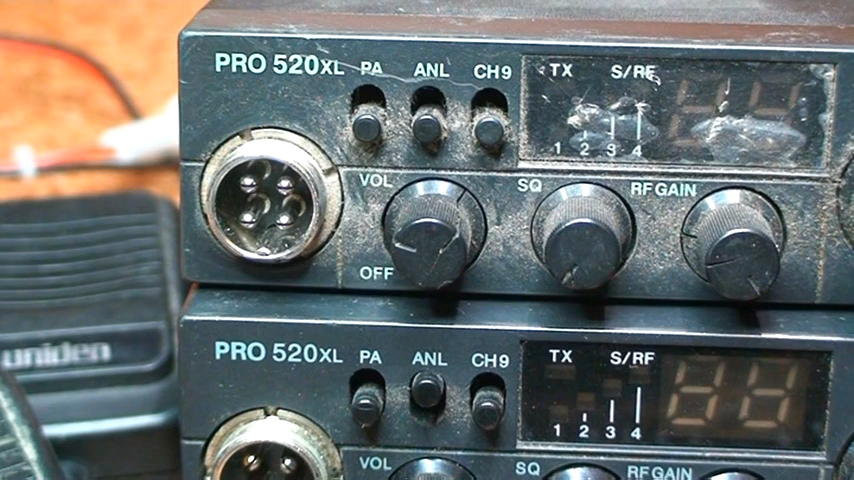 PRO 520XL PA ANL CH9 TX S/RF
1 2 3 4
VOL SQ RF GAIN
OFF
uniden
PRO 520XL PA ANL CH9 TX S/RF
1 2 3 4
VOL SQ RF GAIN